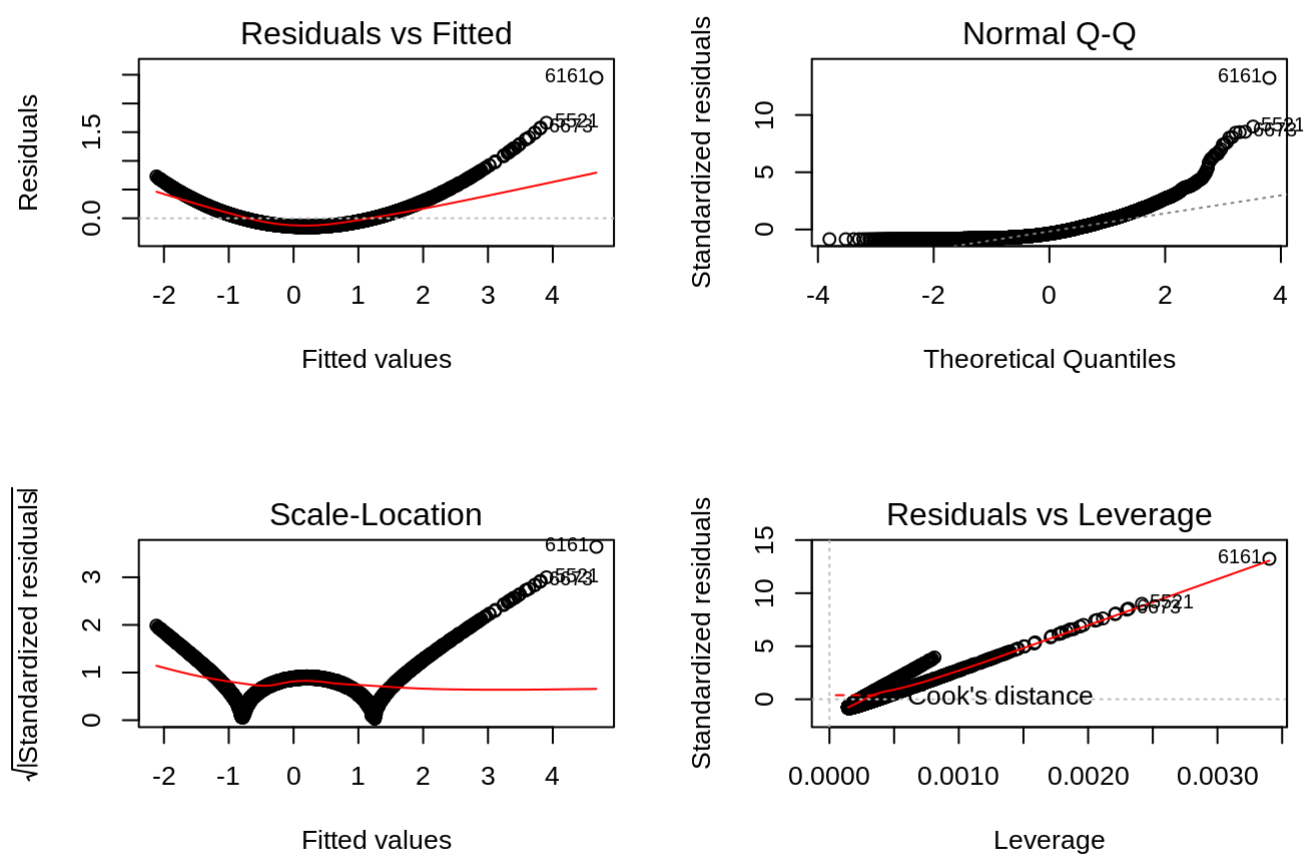 Residuals vs Fitted
Residuals
0.0 1.5
6161
5521
6673
-2 -1 0 1 2 3 4
Fitted values
Normal Q-Q
Standardized residuals
0 5 10
6161
5521
6673
-4 -2 0 2 4
Theoretical Quantiles
Scale-Location
√|Standardized residuals|
0 1 2 3
6161
5521
6673
-2 -1 0 1 2 3 4
Fitted values
Residuals vs Leverage
Standardized residuals
0 5 10 15
6161
5521
6673
Cook's distance
0.0000 0.0010 0.0020 0.0030
Leverage